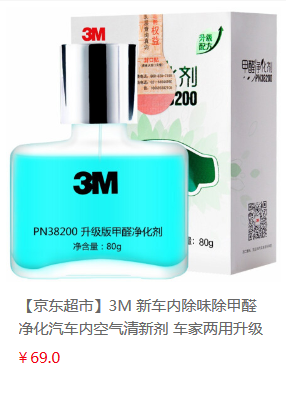 3M
升级
配方
剂
38200
甲醛净化剂
PN38200
3M
PN38200 升级版甲醛净化剂
净含量：80g
净含量：80g
【京东超市】3M 新车内除味除甲醛
净化汽车内空气清新剂 车家两用升级
¥69.0